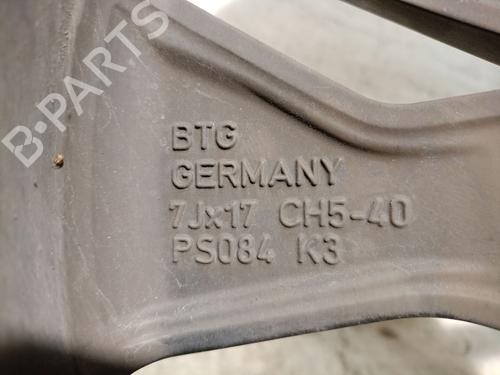 B-PARTS
BTG
GERMANY
7Jx17 CH5-40
PS084 K3